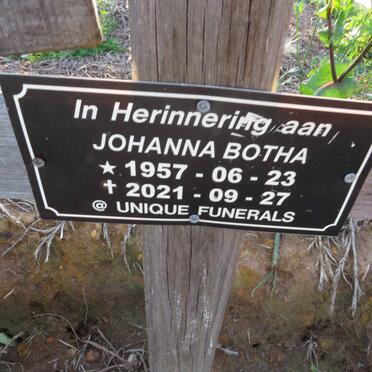 In Herinnering aan
JOHANNA BOTHA
★ 1957 - 06 - 23
✝ 2021 - 09 - 27
@ UNIQUE FUNERALS